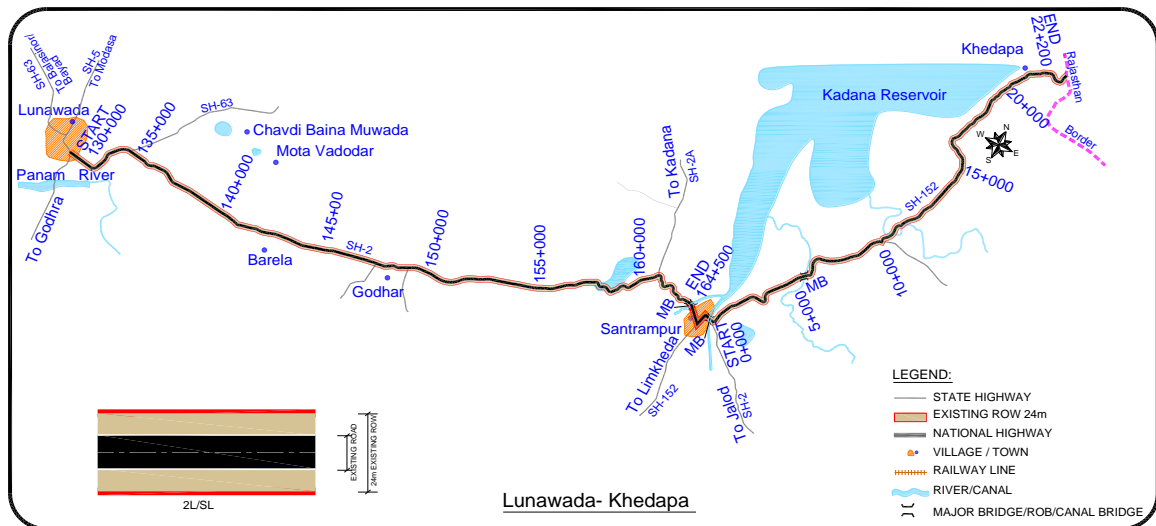 SH-63
To Balasinor/
Bayad
SH-5
To Modasa
Lunawada
START
130+000
135+000
SH-63
Chavdi Baina Muwada
Mota Vadodar
Panam River
To Godhra
140+000
Barela
145+00
SH-2
150+000
Godhar
155+000
160+000
To Kadana
SH-2A
END
164+500
MB
Santrampur
MB
START
0+000
To Limkheda
SH-152
To Jalod
SH-2
5+000
MB
10+000
SH-152
15+000
Kadana Reservoir
20+000
Khedapa
END
22+200
Rajasthan
Border
N
W
E
S
EXISTING ROAD
24m EXISTING ROW
2L/SL
Lunawada- Khedapa
LEGEND:
STATE HIGHWAY
EXISTING ROW 24m
NATIONAL HIGHWAY
VILLAGE / TOWN
RAILWAY LINE
RIVER/CANAL
MAJOR BRIDGE/ROB/CANAL BRIDGE